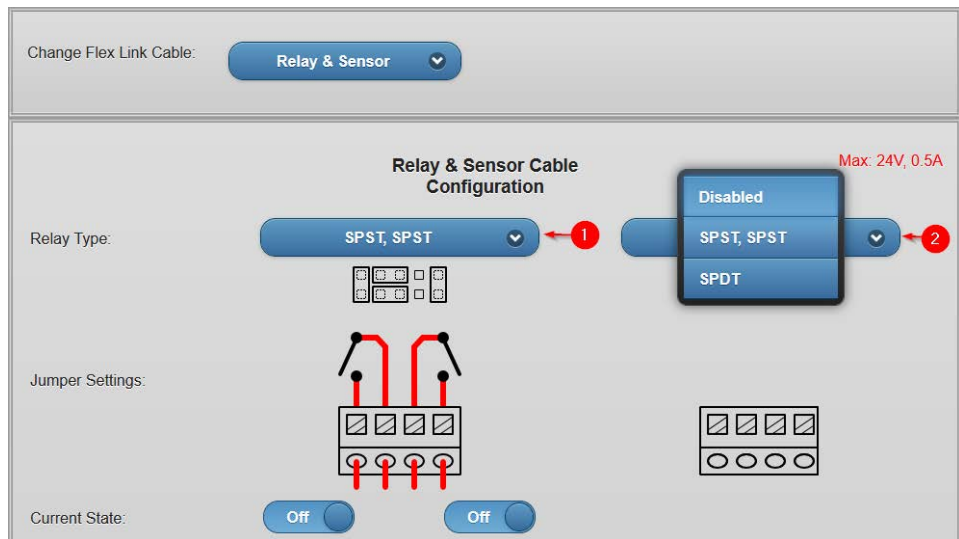 Change Flex Link Cable:
Relay & Sensor
Relay & Sensor Cable
Configuration
Max: 24V, 0.5A
Relay Type:
SPST, SPST
1
Disabled
SPST, SPST
SPDT
2
Jumper Settings:
Current State:
Off
Off